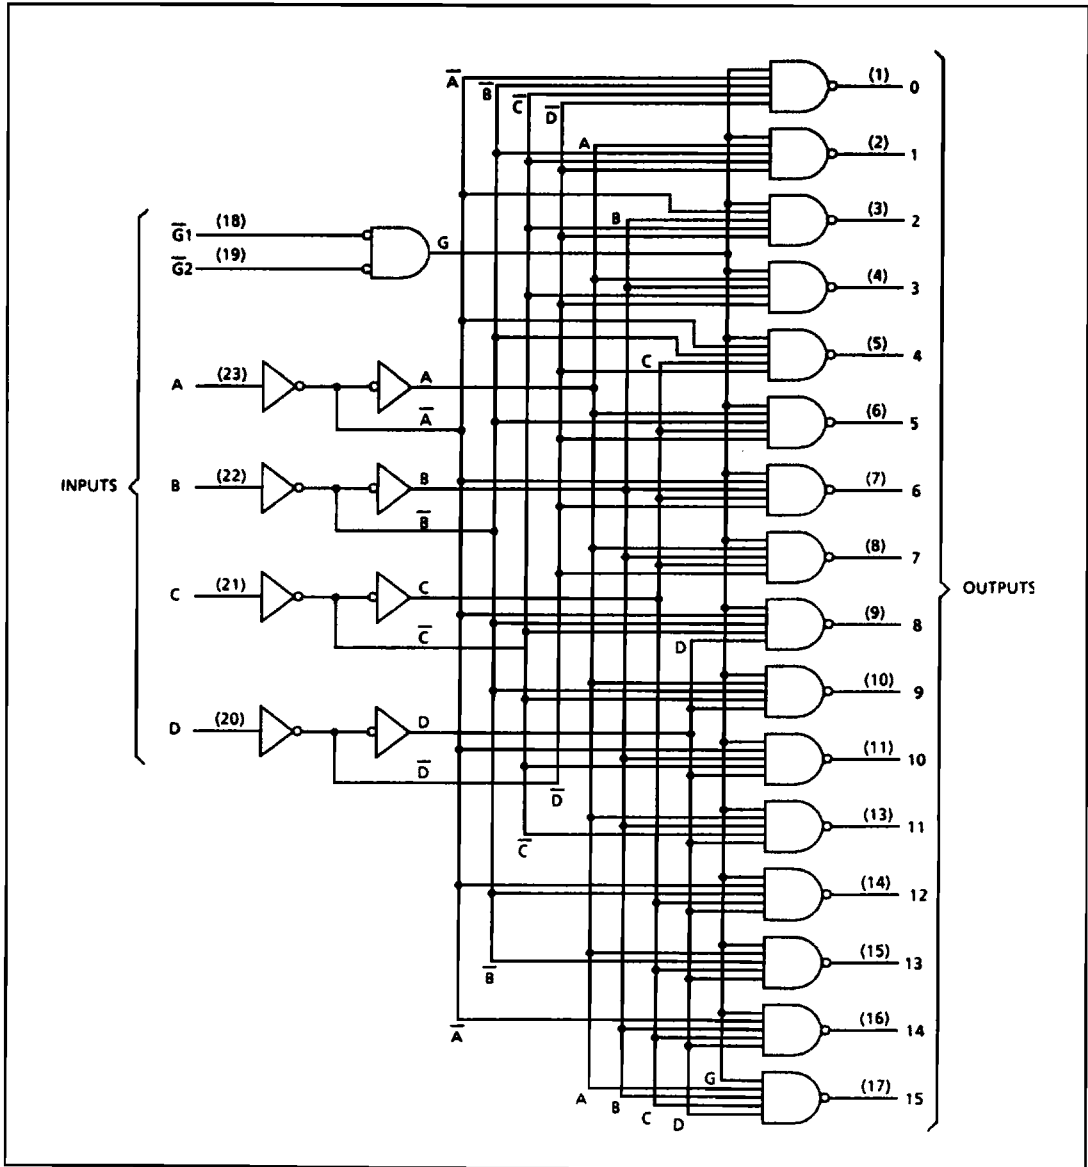 A̅
B̅
C̅
D̅
(1) 0
A
(2) 1
B
(3) 2
G̅1 (18)
G
G̅2 (19)
(4) 3
C
(5) 4
A (23)
A
A̅
(6) 5
INPUTS
B (22)
B
B̅
(7) 6
(8) 7
C (21)
C
C̅
OUTPUTS
(9) 8
D
(10) 9
D (20)
D
D̅
D̅
(11) 10
C̅
(13) 11
(14) 12
B̅
(15) 13
A̅
(16) 14
G
A
B
C
D
(17) 15